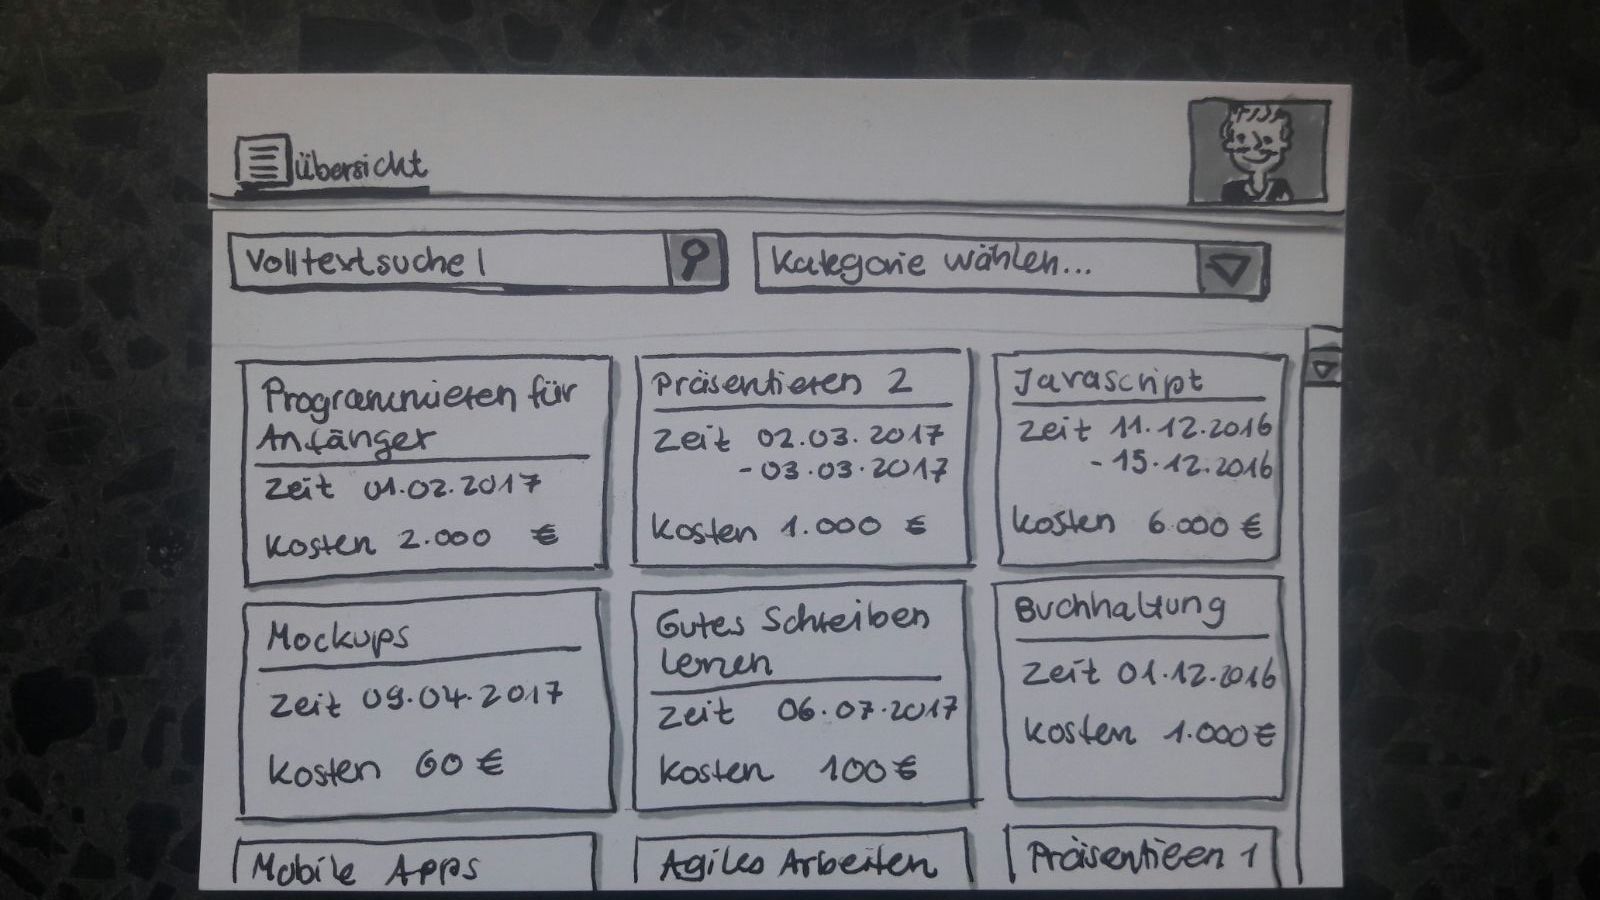 Übersicht
Volltextsuche |
Kategorie wählen...
Programmieren für
Anfänger
Zeit 01.02.2017
Kosten 2.000 €
Präsentieren 2
Zeit 02.03.2017
- 03.03.2017
Kosten 1.000 €
Javascript
Zeit 11.12.2016
- 15.12.2016
Kosten 6.000 €
Mockups
Zeit 09.04.2017
Kosten 60 €
Gutes Schreiben
lernen
Zeit 06.07.2017
Kosten 100 €
Buchhaltung
Zeit 01.12.2016
Kosten 1.000 €
Mobile Apps
Agiles Arbeiten
Präsentieen 1